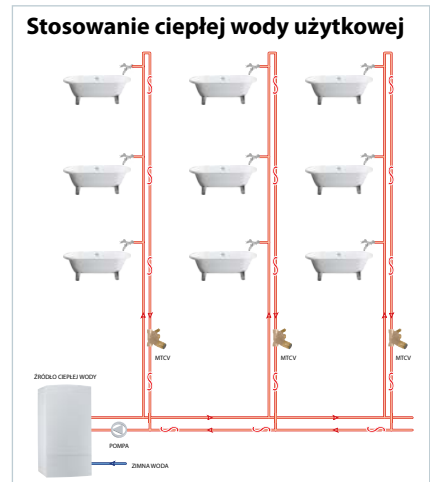 Stosowanie ciepłej wody użytkowej
MTCV MTCV MTCV
ŹRÓDŁO CIEPŁEJ WODY
POMPA
ZIMNA WODA